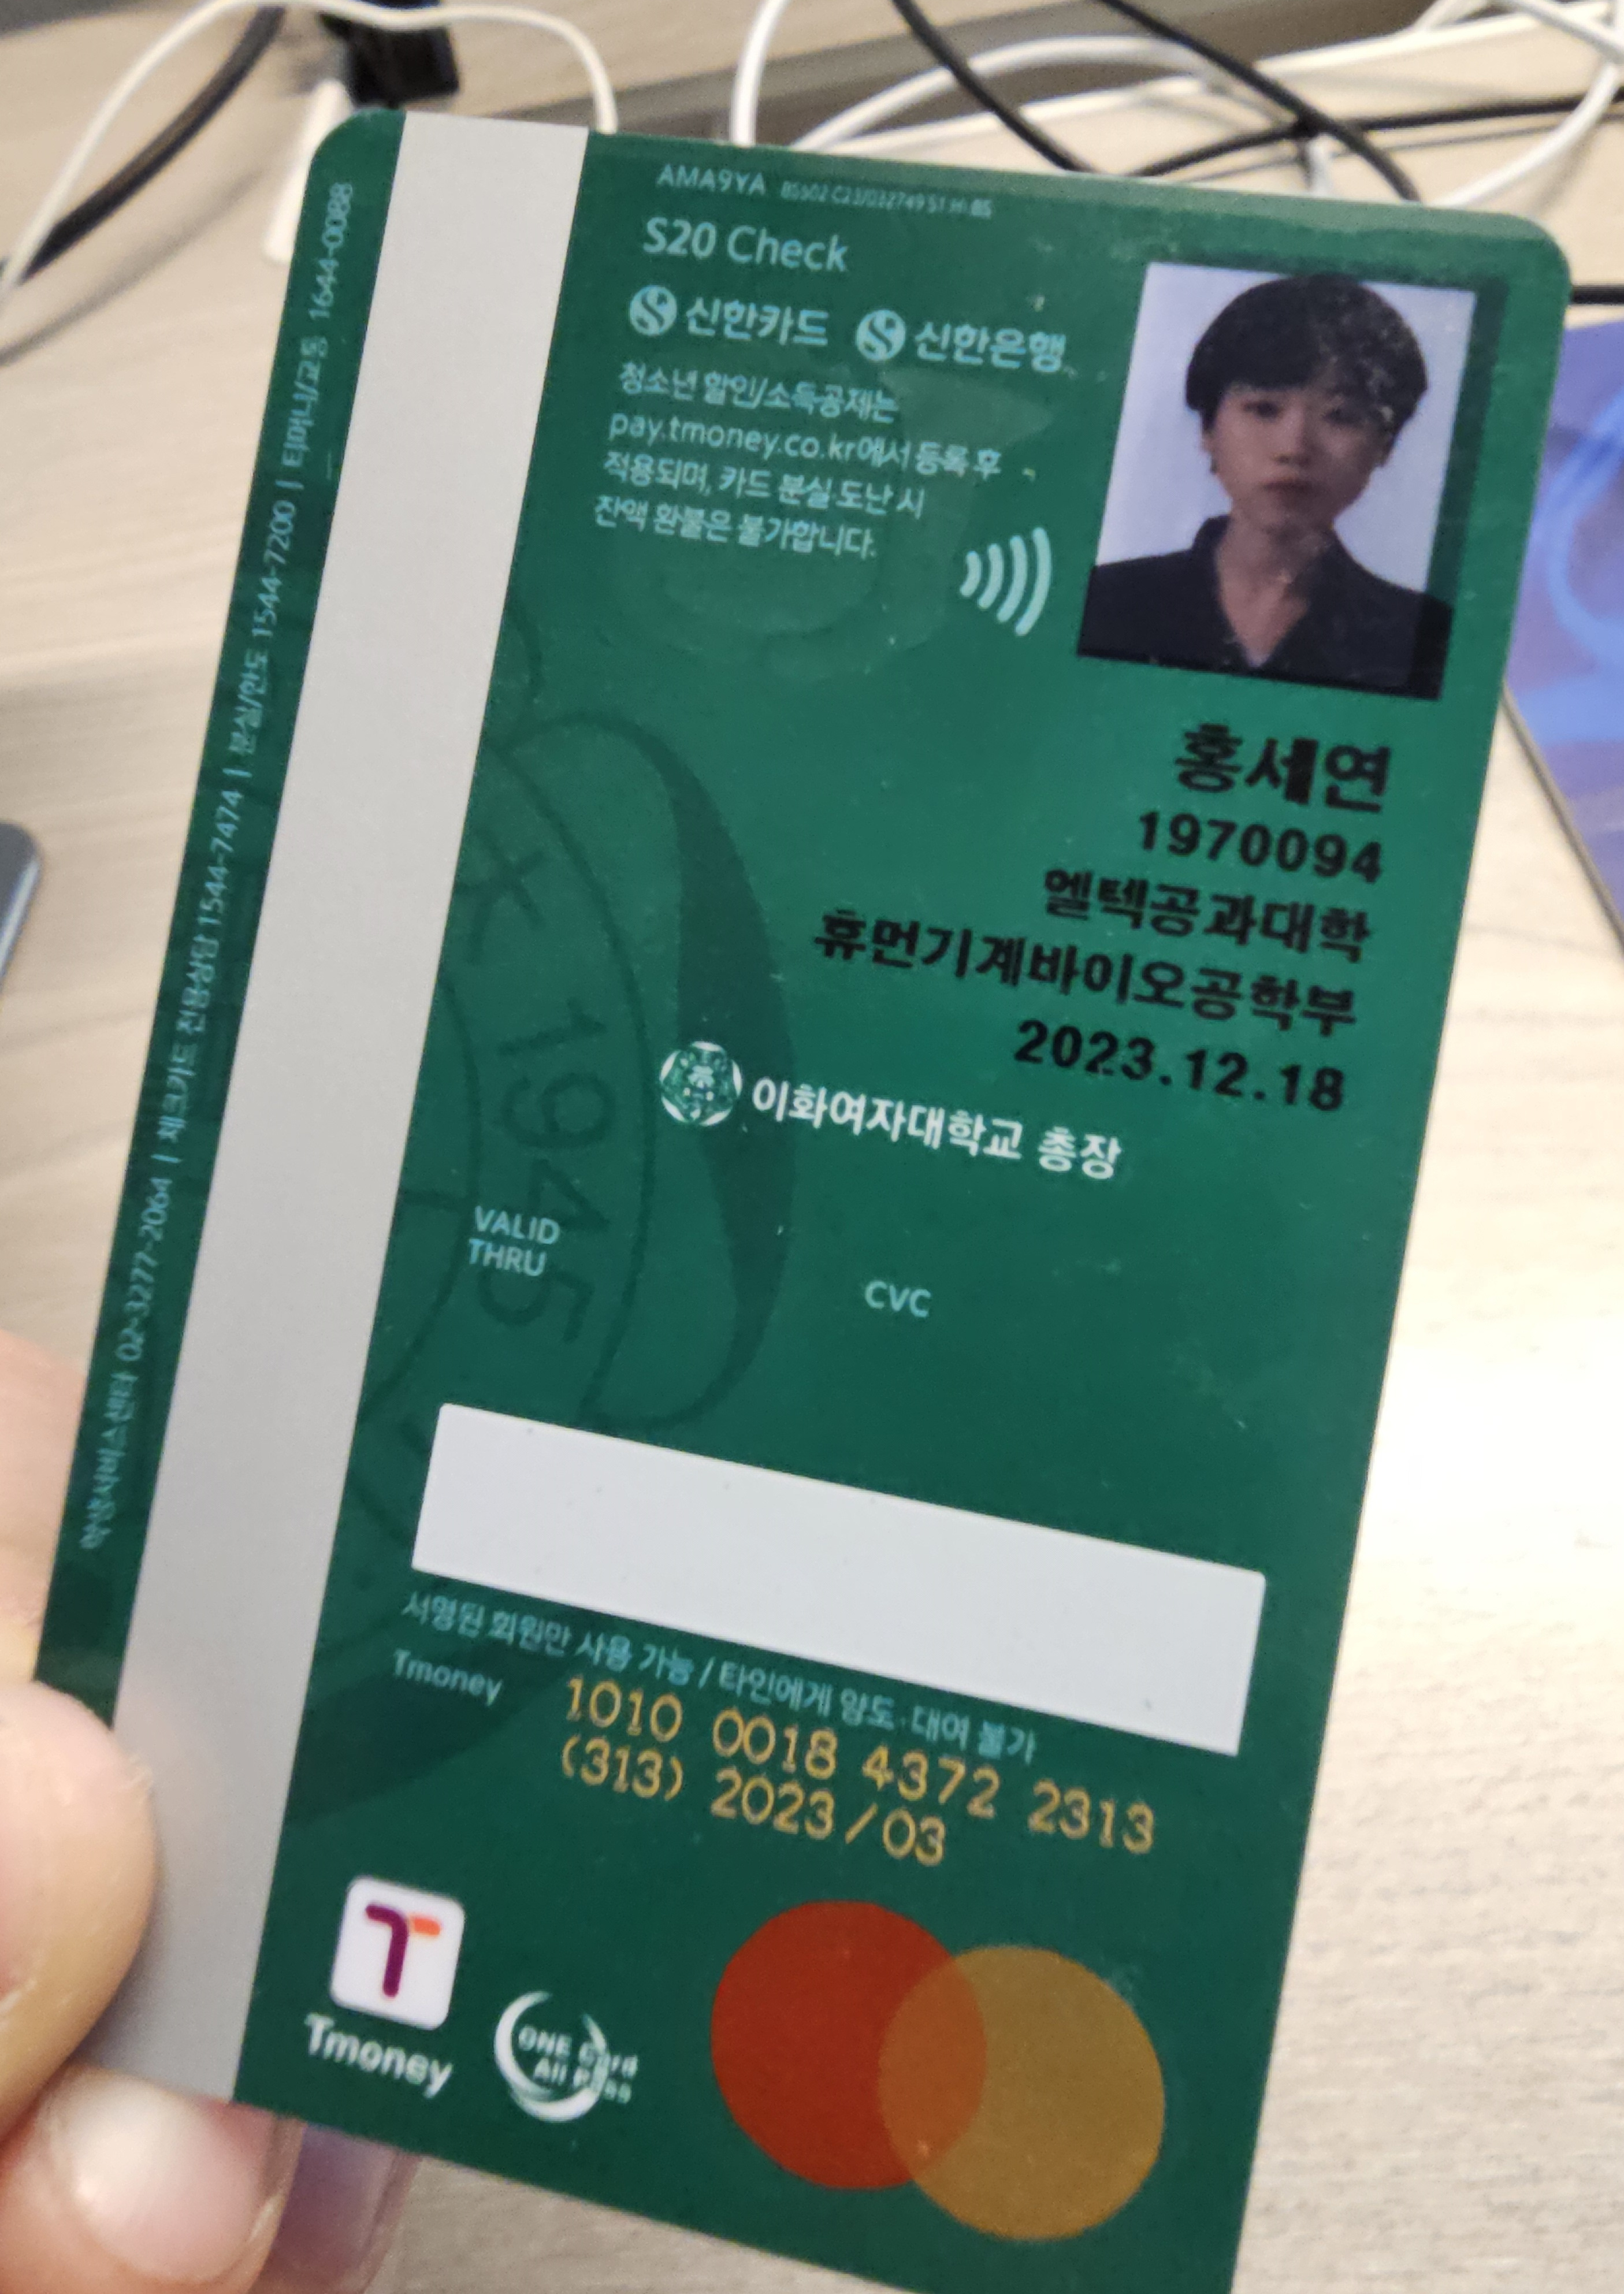 AMA9YA
S20 Check
신한카드 신한은행
청소년 할인/소득공제는
pay.tmoney.co.kr에서 등록 후
적용되며, 카드 분실 도난 시
잔액 환불은 불가합니다.
홍세연
1970094
엘텍공과대학
휴먼기계바이오공학부
2023.12.18
이화여자대학교 총장
1945
VALID
THRU
CVC
서명된 회원만 사용 가능 / 타인에게 양도·대여 불가
Tmoney 1010 0018 4372 2313
(313) 2023/03
Tmoney
ONE Card
All Pass
학생서비스센터 02-3277-2064 | 체크카드 전용상담 1544-7474 | 분실/한도 1544-7200 | 티머니/교통 1644-0088